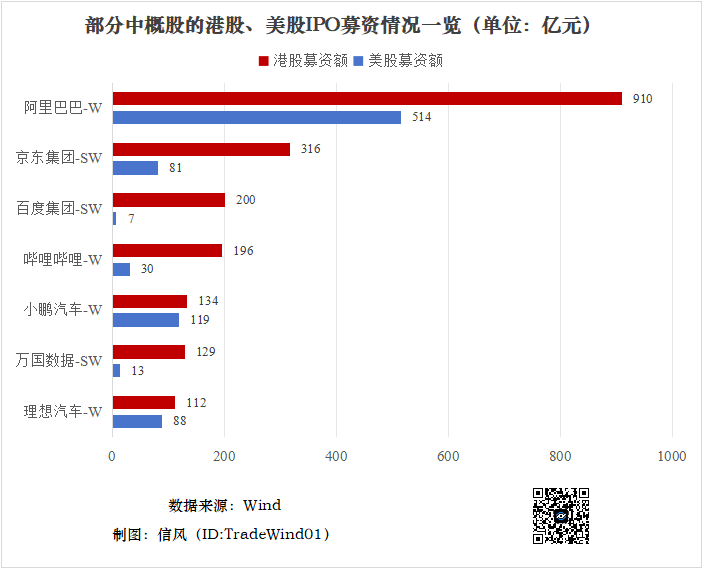 部分中概股的港股、美股IPO募资情况一览（单位：亿元）
港股募资额 美股募资额
阿里巴巴-W 910
514
京东集团-SW 316
81
百度集团-SW 200
7
哔哩哔哩-W 196
30
小鹏汽车-W 134
119
万国数据-SW 129
13
理想汽车-W 112
88
0 200 400 600 800 1000
数据来源：Wind
制图：信风（ID:TradeWind01）